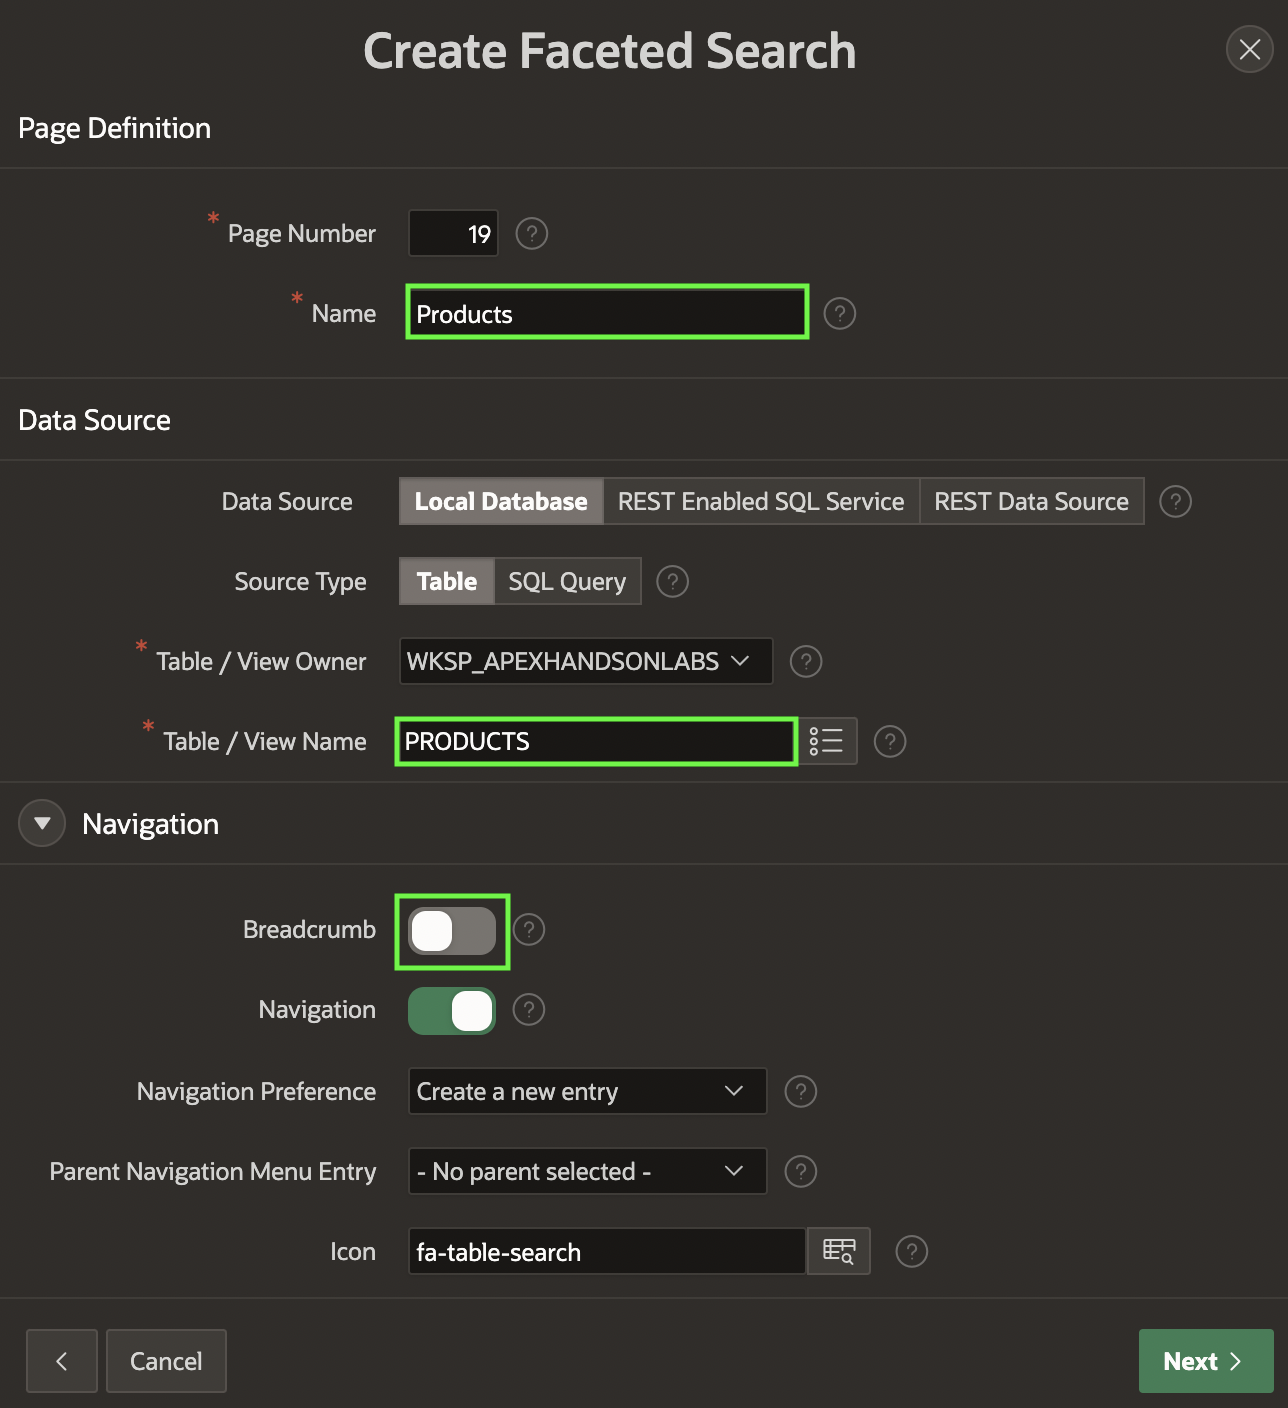 Create Faceted Search
Page Definition
* Page Number 19 ?
* Name Products ?
Data Source
Data Source Local Database REST Enabled SQL Service REST Data Source ?
Source Type Table SQL Query ?
* Table / View Owner WKSP_APEXHANDSONLABS ?
* Table / View Name PRODUCTS ?
Navigation
Breadcrumb ?
Navigation ?
Navigation Preference Create a new entry ?
Parent Navigation Menu Entry - No parent selected - ?
Icon fa-table-search ?
Cancel Next